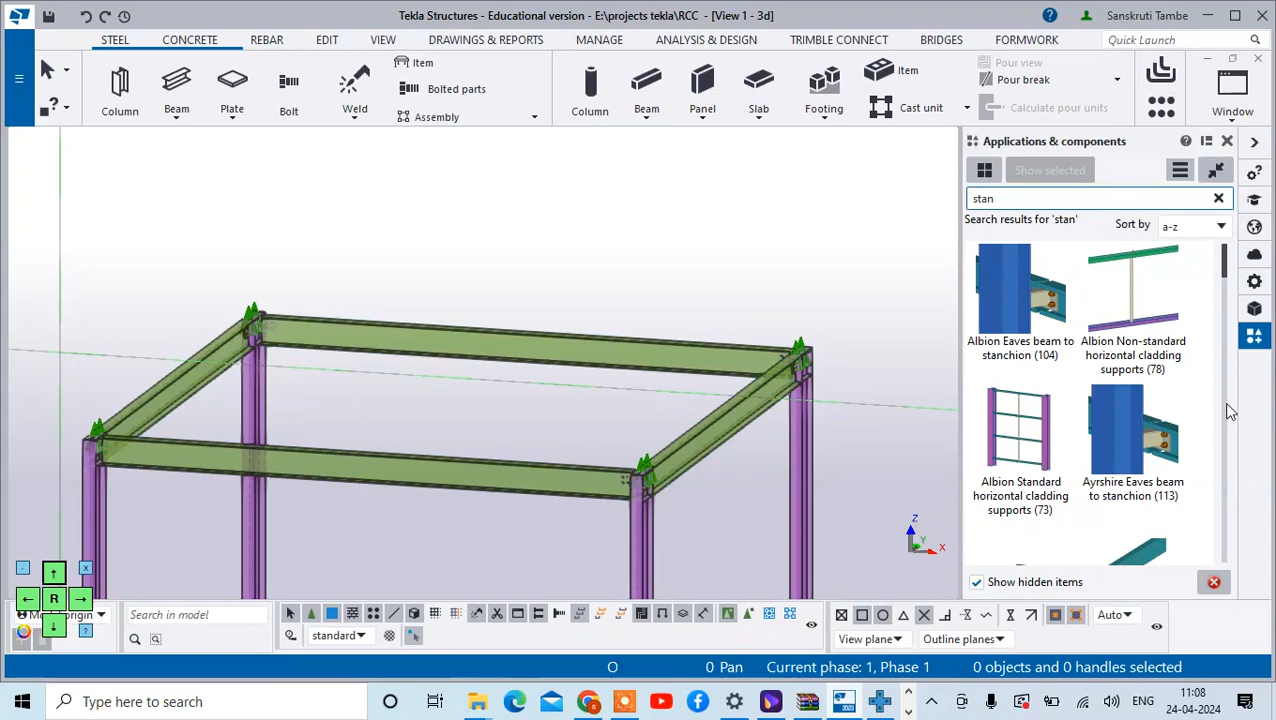 Tekla Structures - Educational version - E:\projects tekla\RCC - [View 1 - 3d]
Sanskruti Tambe
STEEL CONCRETE REBAR EDIT VIEW DRAWINGS & REPORTS MANAGE ANALYSIS & DESIGN TRIMBLE CONNECT BRIDGES FORMWORK Quick Launch
Item
Item
Pour view
Pour break
Bolted parts
Column Beam Plate Bolt Weld
Column Beam Panel Slab Footing
Cast unit
Calculate pour units
Window
Assembly
Applications & components
Show selected
stan
Search results for 'stan'
Sort by
a-z
Albion Eaves beam to
stanchion (104)
Albion Non-standard
horizontal cladding
supports (78)
Albion Standard
horizontal cladding
supports (73)
Ayrshire Eaves beam
to stanchion (113)
Show hidden items
Z
Y
X
R
origin
Search in model
Auto
standard
View plane
Outline planes
O
0 Pan
Current phase: 1, Phase 1
0 objects and 0 handles selected
Type here to search
2023
ENG
11:08
24-04-2024